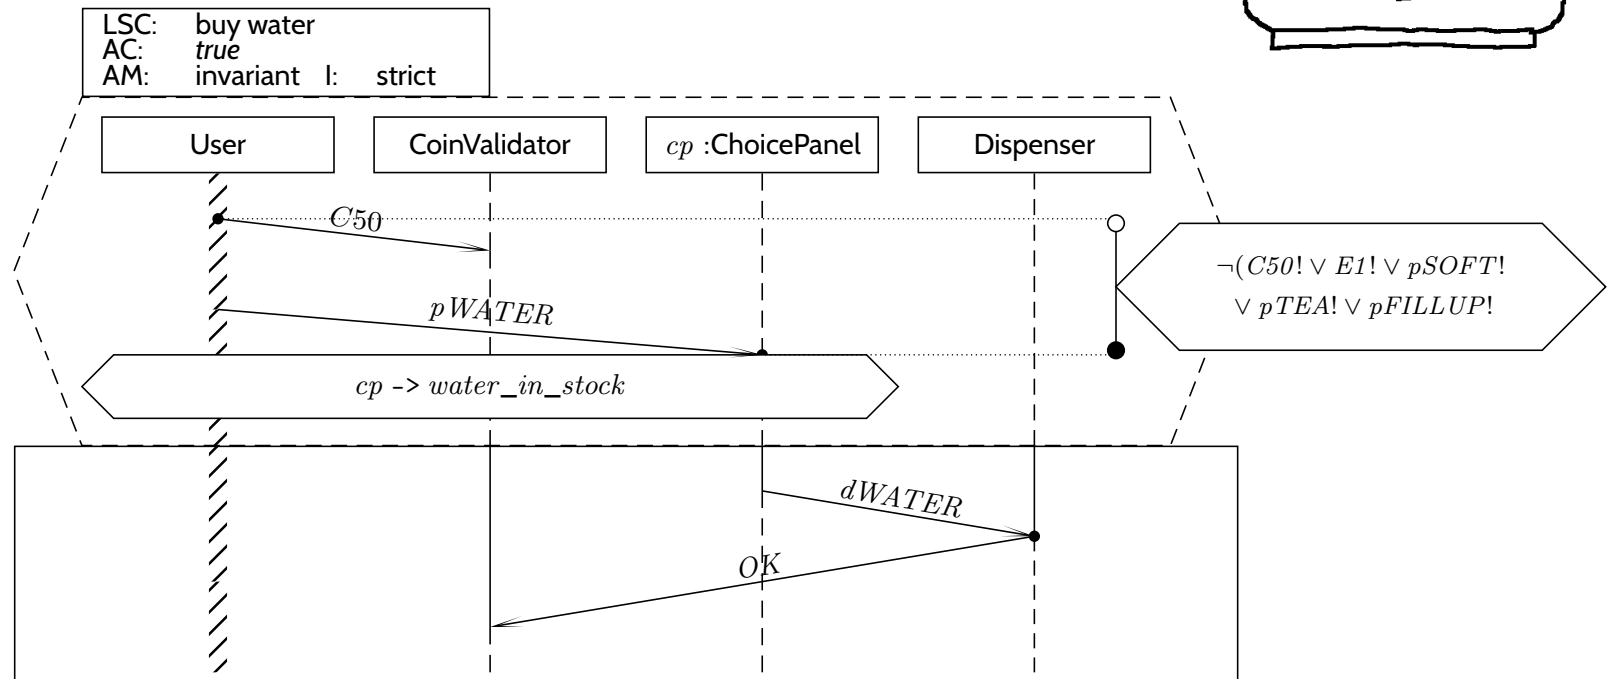 LSC: buy water
AC: true
AM: invariant I: strict
User
CoinValidator
cp :ChoicePanel
Dispenser
C50
¬(C50! ∨ E1! ∨ pSOFT!
∨ pTEA! ∨ pFILLUP!
pWATER
cp -> water_in_stock
dWATER
OK